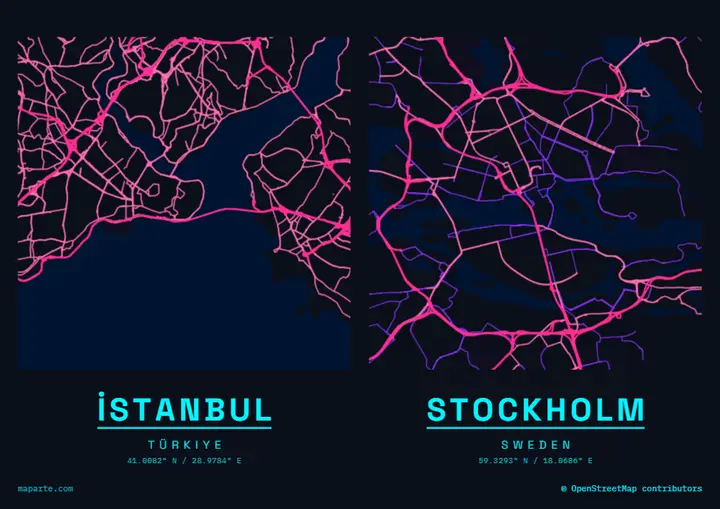 İSTANBUL
TÜRKIYE
41.0082° N / 28.9784° E
STOCKHOLM
SWEDEN
59.3293° N / 18.0686° E
maparte.com
© OpenStreetMap contributors